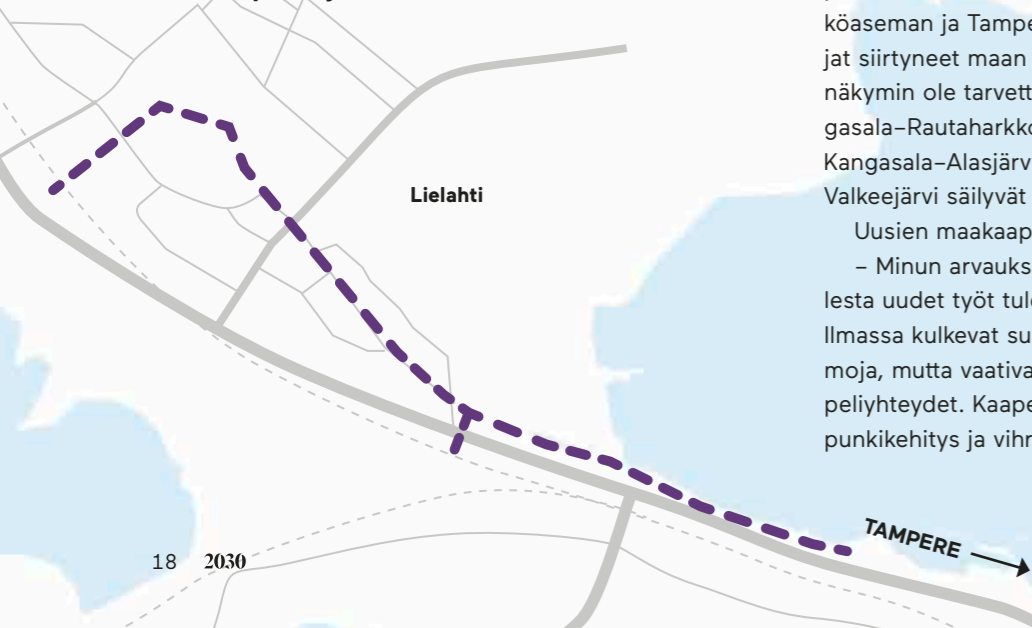 Lielahti
köaseman ja Tampe
jat siirtyneet maan
näkymin ole tarvett
gasala–Rautaharkko
Kangasala–Alasjärv
Valkeejärvi säilyvät
Uusien maakaap
– Minun arvauks
lesta uudet työt tul
Ilmassa kulkevat su
moja, mutta vaativa
peliyhteydet. Kaape
punkikehitys ja vihr
TAMPERE
18 2030